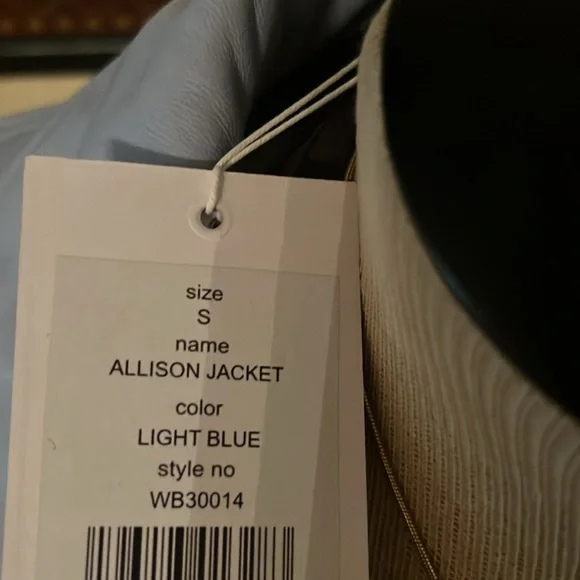 size
S
name
ALLISON JACKET
color
LIGHT BLUE
style no
WB30014